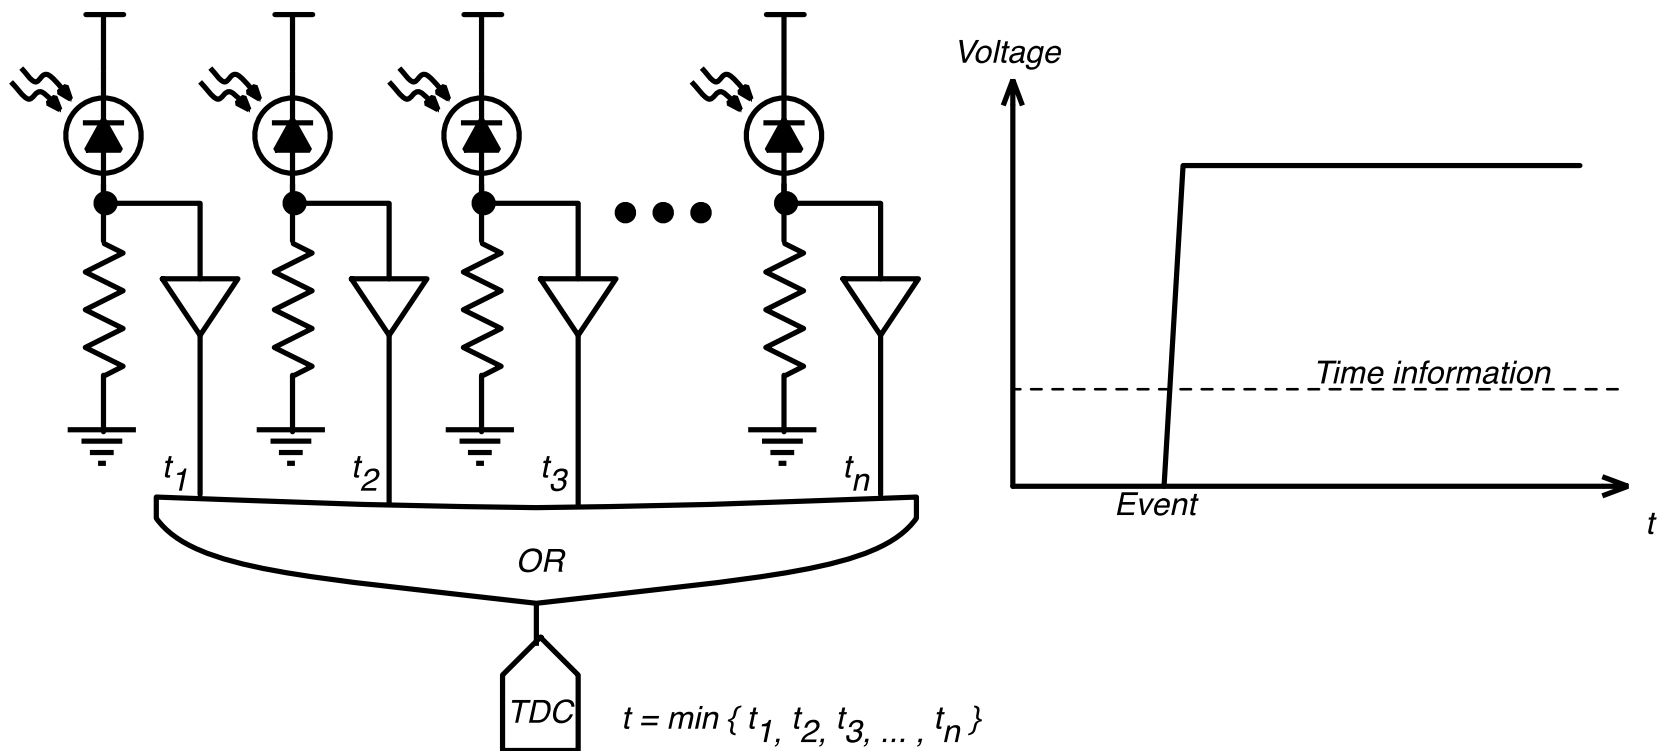 Voltage
Time information
Event
t
t1 t2 t3 tn
OR
TDC
t = min { t1, t2, t3, ... , tn }